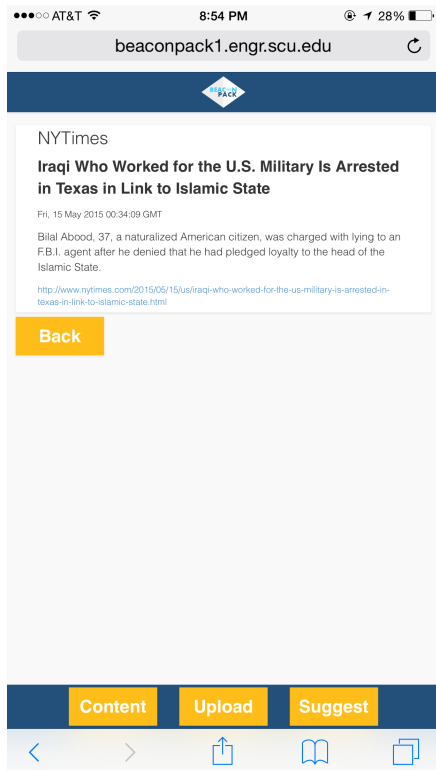 AT&T 8:54 PM 28%
beaconpack1.engr.scu.edu
BEACON
PACK
NYTimes
Iraqi Who Worked for the U.S. Military Is Arrested
in Texas in Link to Islamic State
Fri, 15 May 2015 00:34:09 GMT
Bilal Abood, 37, a naturalized American citizen, was charged with lying to an
F.B.I. agent after he denied that he had pledged loyalty to the head of the
Islamic State.
http://www.nytimes.com/2015/05/15/us/iraqi-who-worked-for-the-us-military-is-arrested-in-
texas-in-link-to-islamic-state.html
Back
Content Upload Suggest